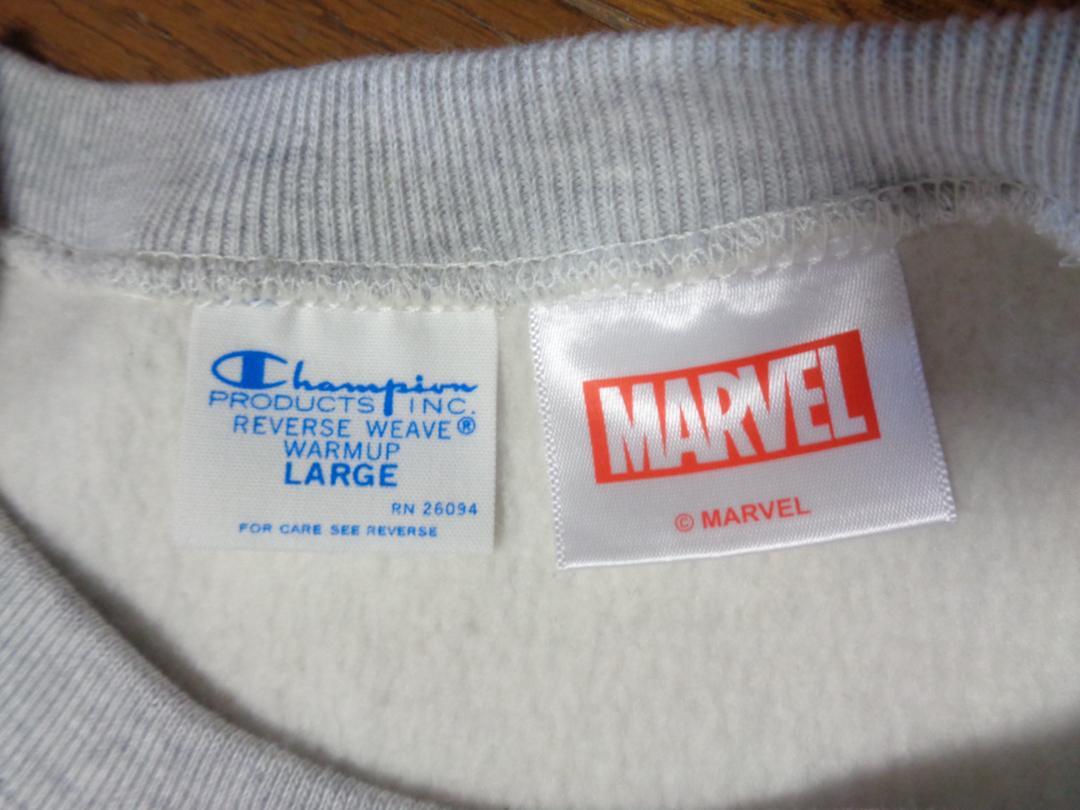 Champion
PRODUCTS INC.
REVERSE WEAVE®
WARMUP
LARGE
RN 26094
FOR CARE SEE REVERSE
MARVEL
© MARVEL